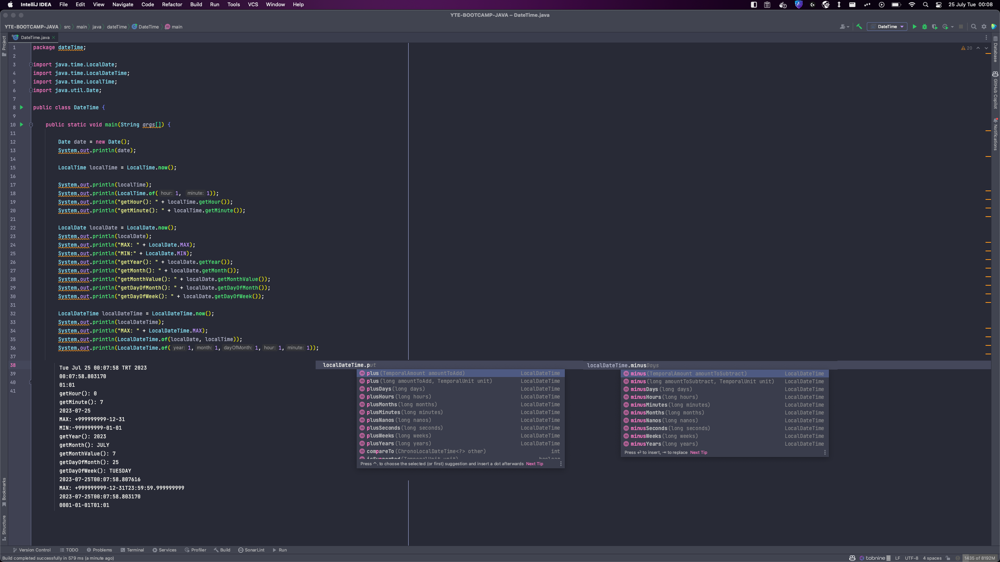 IntelliJ IDEA File Edit View Navigate Code Refactor Build Run Tools VCS Window Help 25 July Tue 00:08
YTE-BOOTCAMP-JAVA – DateTime.java
YTE-BOOTCAMP-JAVA src main java dateTime DateTime main DateTime
DateTime.java
Project
Database
GitHub Copilot
Notifications
Bookmarks
Structure
20
1 package dateTime;
2
3 import java.time.LocalDate;
4 import java.time.LocalDateTime;
5 import java.time.LocalTime;
6 import java.util.Date;
7
8 public class DateTime {
9
10 public static void main(String args[]) {
11
12 Date date = new Date();
13 System.out.println(date);
14
15 LocalTime localTime = LocalTime.now();
16
17 System.out.println(localTime);
18 System.out.println(LocalTime.of( hour: 1, minute: 1));
19 System.out.println("getHour(): " + localTime.getHour());
20 System.out.println("getMinute(): " + localTime.getMinute());
21
22 LocalDate localDate = LocalDate.now();
23 System.out.println(localDate);
24 System.out.println("MAX: " + LocalDate.MAX);
25 System.out.println("MIN:" + LocalDate.MIN);
26 System.out.println("getYear(): " + localDate.getYear());
27 System.out.println("getMonth(): " + localDate.getMonth());
28 System.out.println("getMonthValue(): " + localDate.getMonthValue());
29 System.out.println("getDayOfMonth(): " + localDate.getDayOfMonth());
30 System.out.println("getDayOfWeek(): " + localDate.getDayOfWeek());
31
32 LocalDateTime localDateTime = LocalDateTime.now();
33 System.out.println(localDateTime);
34 System.out.println("MAX: " + LocalDateTime.MAX);
35 System.out.println(LocalDateTime.of(localDate, localTime));
36 System.out.println(LocalDateTime.of( year: 1, month: 1, dayOfMonth: 1, hour: 1, minute: 1));
37
38
39
40
41
Tue Jul 25 00:07:58 TRT 2023
00:07:58.803170
01:01
getHour(): 0
getMinute(): 7
2023-07-25
MAX: +999999999-12-31
MIN:-999999999-01-01
getYear(): 2023
getMonth(): JULY
getMonthValue(): 7
getDayOfMonth(): 25
getDayOfWeek(): TUESDAY
2023-07-25T00:07:58.807616
MAX: +999999999-12-31T23:59:59.999999999
2023-07-25T00:07:58.803170
0001-01-01T01:01
localDateTime.put
m plus(TemporalAmount amountToAdd) LocalDateTime
m plus(long amountToAdd, TemporalUnit unit) LocalDateTime
m plusDays(long days) LocalDateTime
m plusHours(long hours) LocalDateTime
m plusMonths(long months) LocalDateTime
m plusMinutes(long minutes) LocalDateTime
m plusNanos(long nanos) LocalDateTime
m plusSeconds(long seconds) LocalDateTime
m plusWeeks(long weeks) LocalDateTime
m plusYears(long years) LocalDateTime
m compareTo(ChronoLocalDateTime<?> other) int
m isSupported(TemporalUnit unit) boolean
Press ^. to choose the selected (or first) suggestion and insert a dot afterwards Next Tip
localDateTime.minusDays
m minus(TemporalAmount amountToSubtract) LocalDateTime
m minus(long amountToSubtract, TemporalUnit unit) LocalDateTime
m minusDays(long days) LocalDateTime
m minusHours(long hours) LocalDateTime
m minusMinutes(long minutes) LocalDateTime
m minusMonths(long months) LocalDateTime
m minusNanos(long nanos) LocalDateTime
m minusSeconds(long seconds) LocalDateTime
m minusWeeks(long weeks) LocalDateTime
m minusYears(long years) LocalDateTime
Press ↵ to insert, ⇥ to replace Next Tip
Version Control TODO Problems Terminal Services Profiler Build SonarLint Run
Build completed successfully in 579 ms (a minute ago) tabnine LF UTF-8 4 spaces 1435 of 8192M